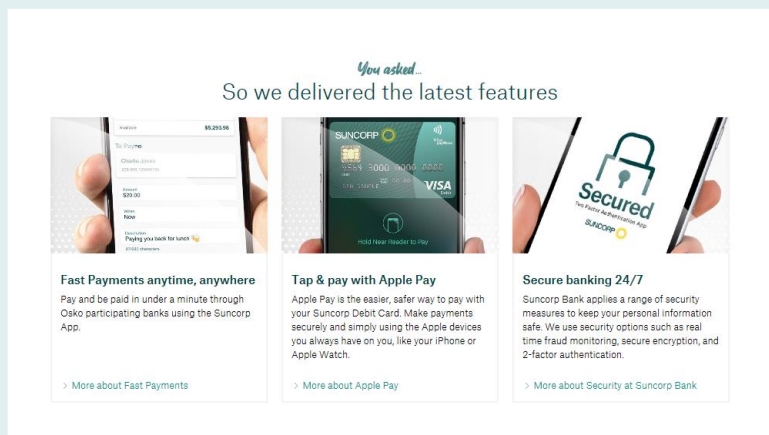 You asked...
So we delivered the latest features
Invoice $5,293.98
To Payno
Charlie Jones
Amount
$20.00
When
Now
Description
Paying you back for lunch
SUNCORP
VISA
Debit
Hold Near Reader to Pay
Secured
Two Factor Authentication App
SUNCORP
Fast Payments anytime, anywhere
Pay and be paid in under a minute through
Osko participating banks using the Suncorp
App.
> More about Fast Payments
Tap & pay with Apple Pay
Apple Pay is the easier, safer way to pay with
your Suncorp Debit Card. Make payments
securely and simply using the Apple devices
you always have on you, like your iPhone or
Apple Watch.
> More about Apple Pay
Secure banking 24/7
Suncorp Bank applies a range of security
measures to keep your personal information
safe. We use security options such as real
time fraud monitoring, secure encryption, and
2-factor authentication.
> More about Security at Suncorp Bank